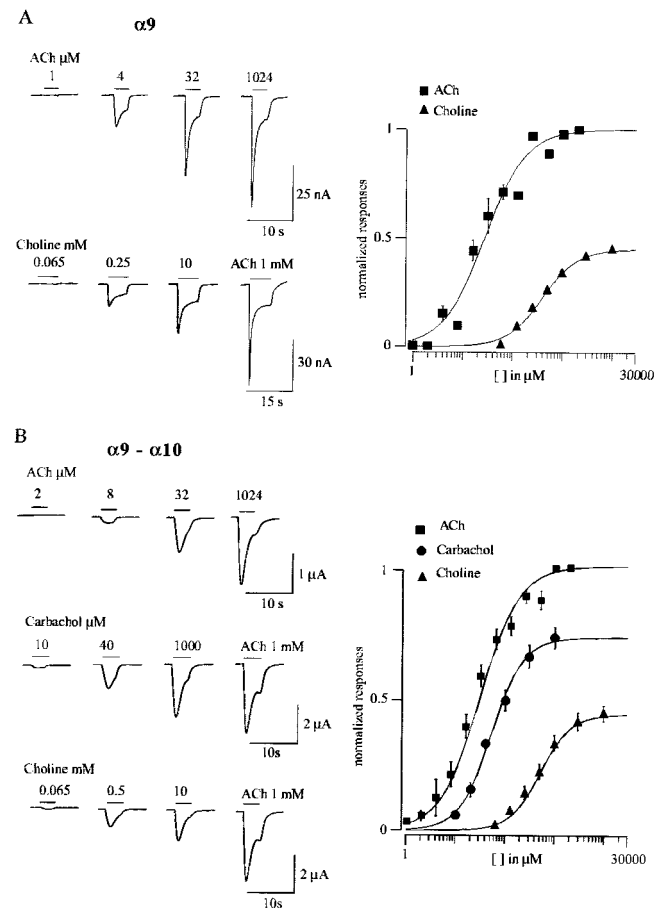 A
α9
ACh μM
1 4 32 1024
25 nA
10 s
Choline mM
0.065 0.25 10 ACh 1 mM
30 nA
15 s
ACh
Choline
1
0.5
0
normalized responses
1 30000
[ ] in μM
B
α9 - α10
ACh μM
2 8 32 1024
1 μA
10s
Carbachol μM
10 40 1000 ACh 1 mM
2 μA
10s
Choline mM
0.065 0.5 10 ACh 1 mM
2 μA
10s
ACh
Carbachol
Choline
1
0.5
0
normalized responses
1 30000
[ ] in μM